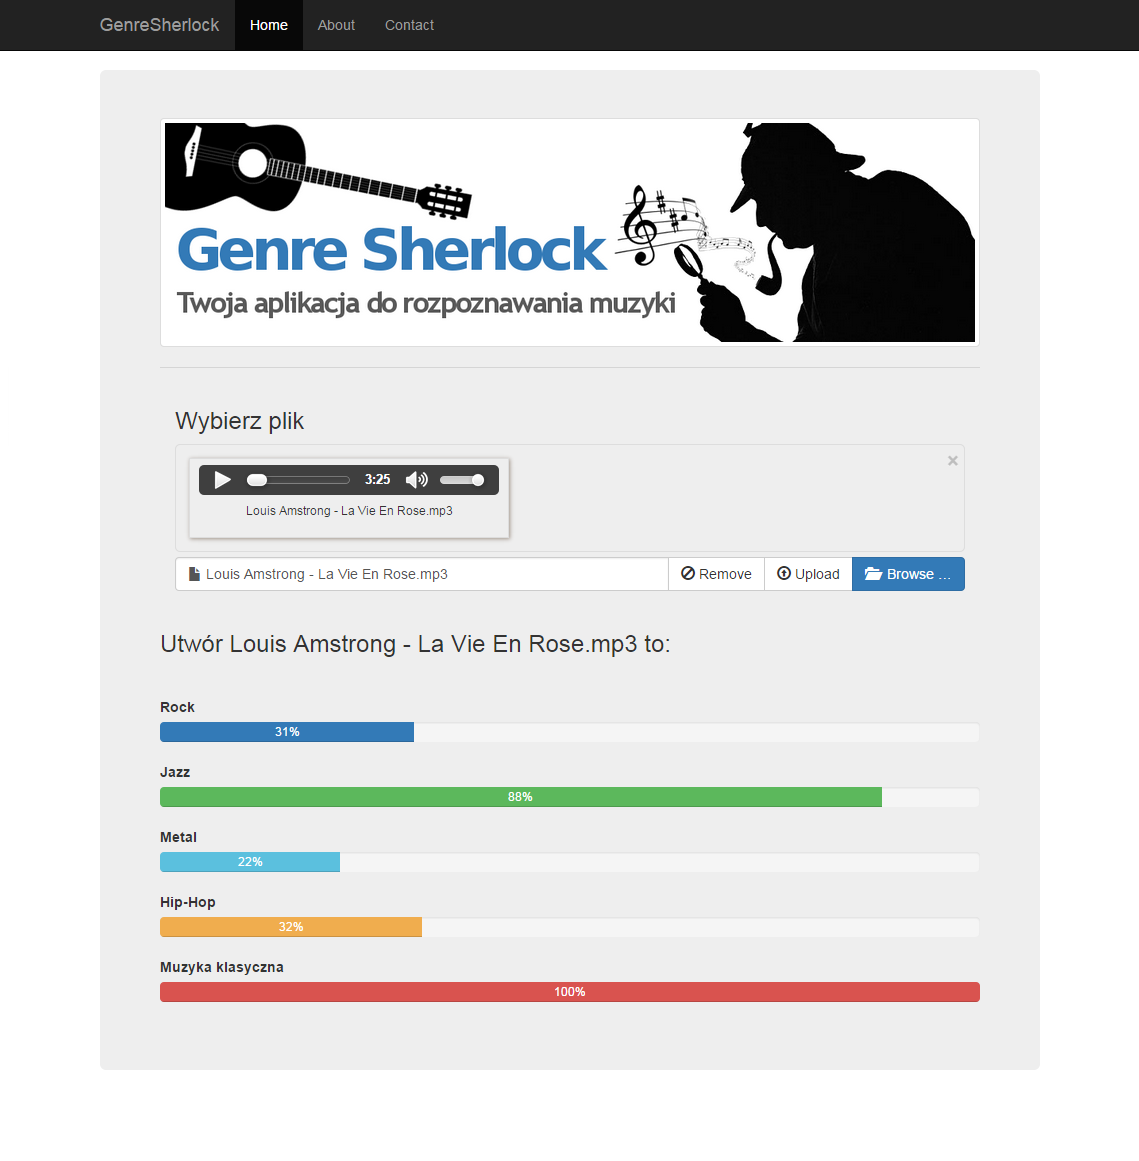 GenreSherlock Home About Contact
Genre Sherlock
Twoja aplikacja do rozpoznawania muzyki
Wybierz plik
×
3:25
Louis Amstrong - La Vie En Rose.mp3
Louis Amstrong - La Vie En Rose.mp3 Remove Upload Browse ...
Utwór Louis Amstrong - La Vie En Rose.mp3 to:
Rock
31%
Jazz
88%
Metal
22%
Hip-Hop
32%
Muzyka klasyczna
100%